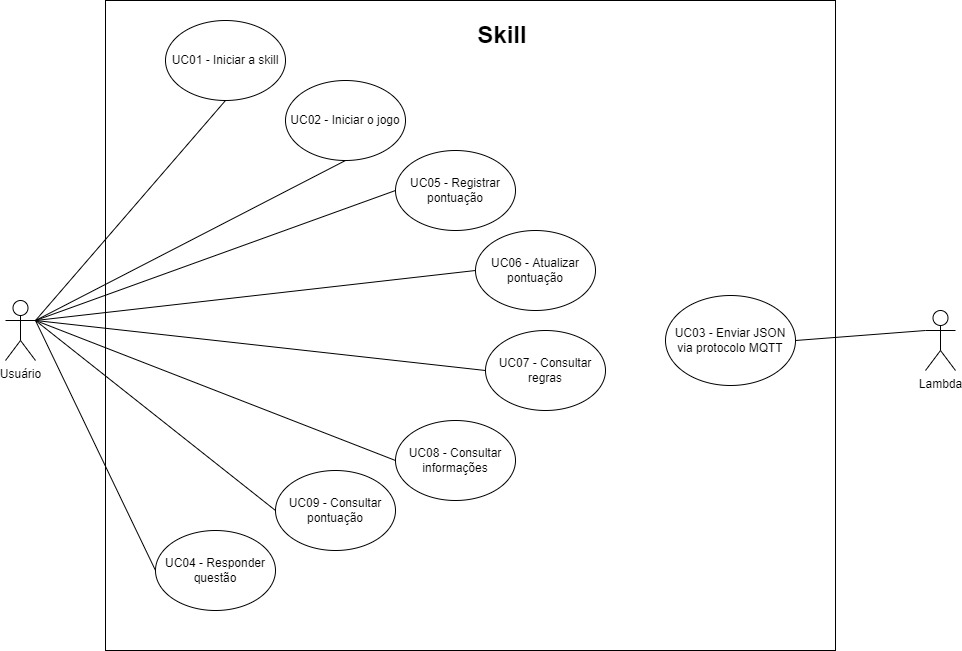 Skill
UC01 - Iniciar a skill
UC02 - Iniciar o jogo
UC05 - Registrar
pontuação
UC06 - Atualizar
pontuação
UC03 - Enviar JSON
via protocolo MQTT
UC07 - Consultar
regras
Usuário
Lambda
UC08 - Consultar
informações
UC09 - Consultar
pontuação
UC04 - Responder
questão